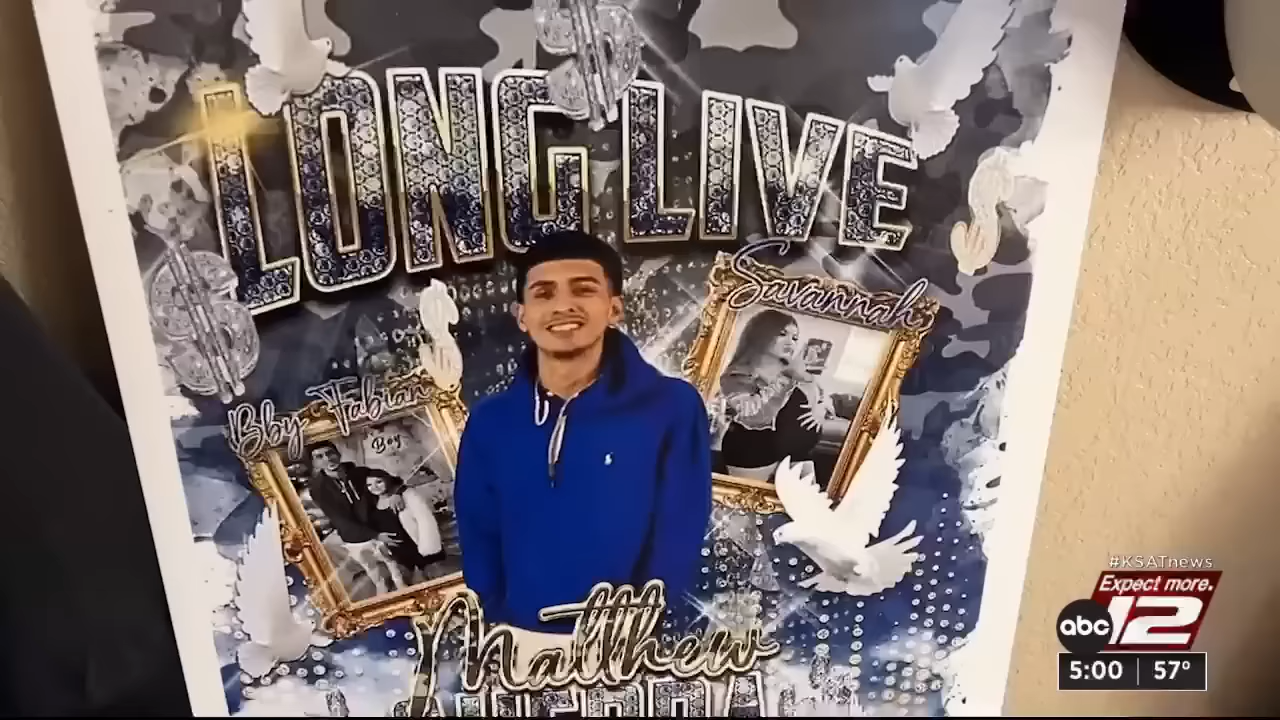 LONG LIVE
Savannah
Bby Fabian
Boy
Matthew
#KSATnews
Expect more.
abc 12
5:00 57°